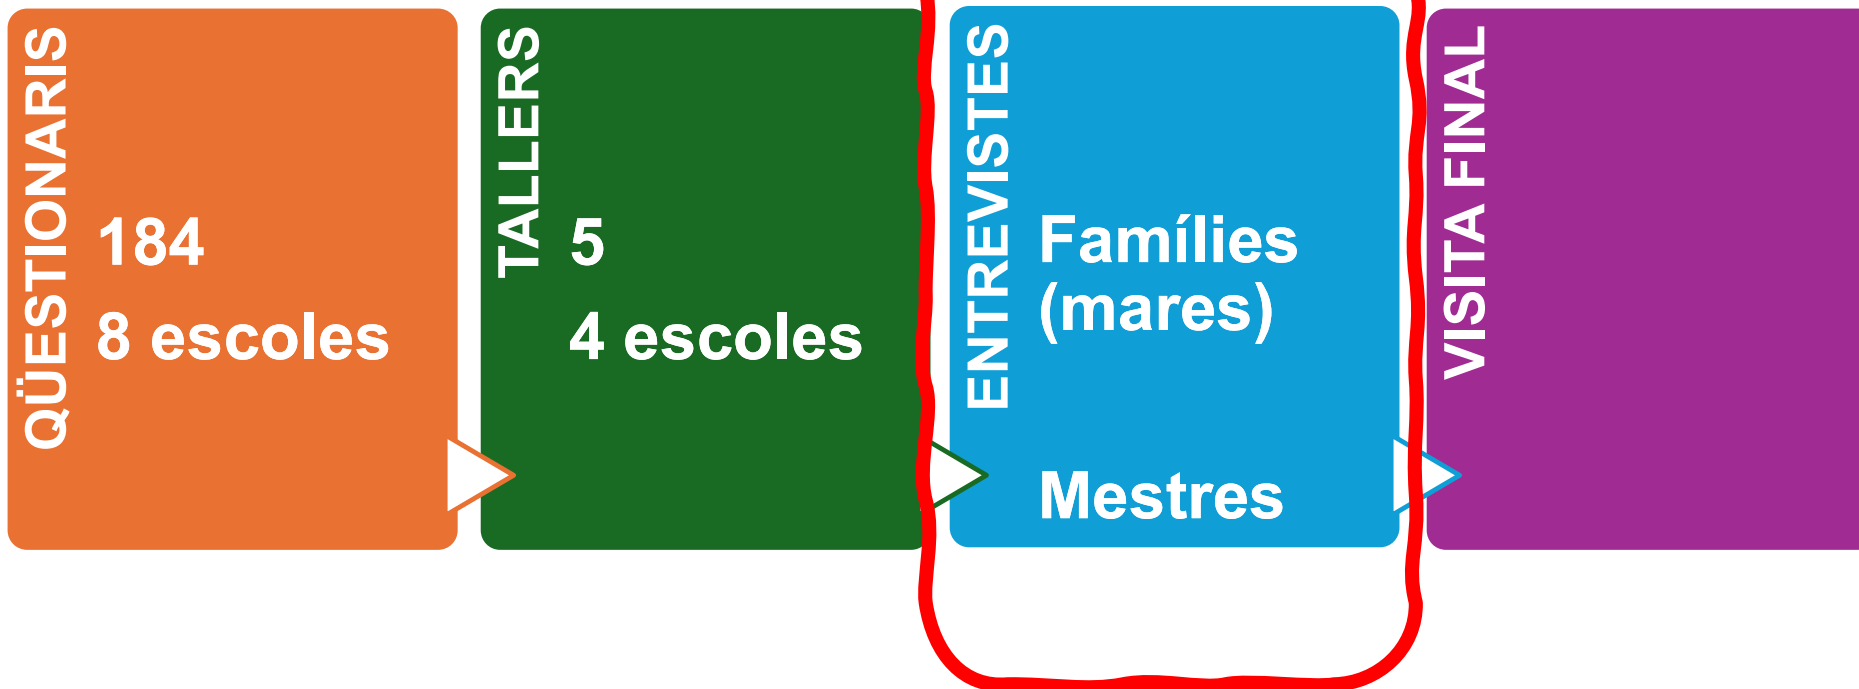 QÜESTIONARIS
184
8 escoles
TALLERS
5
4 escoles
ENTREVISTES
Famílies
(mares)
Mestres
VISITA FINAL